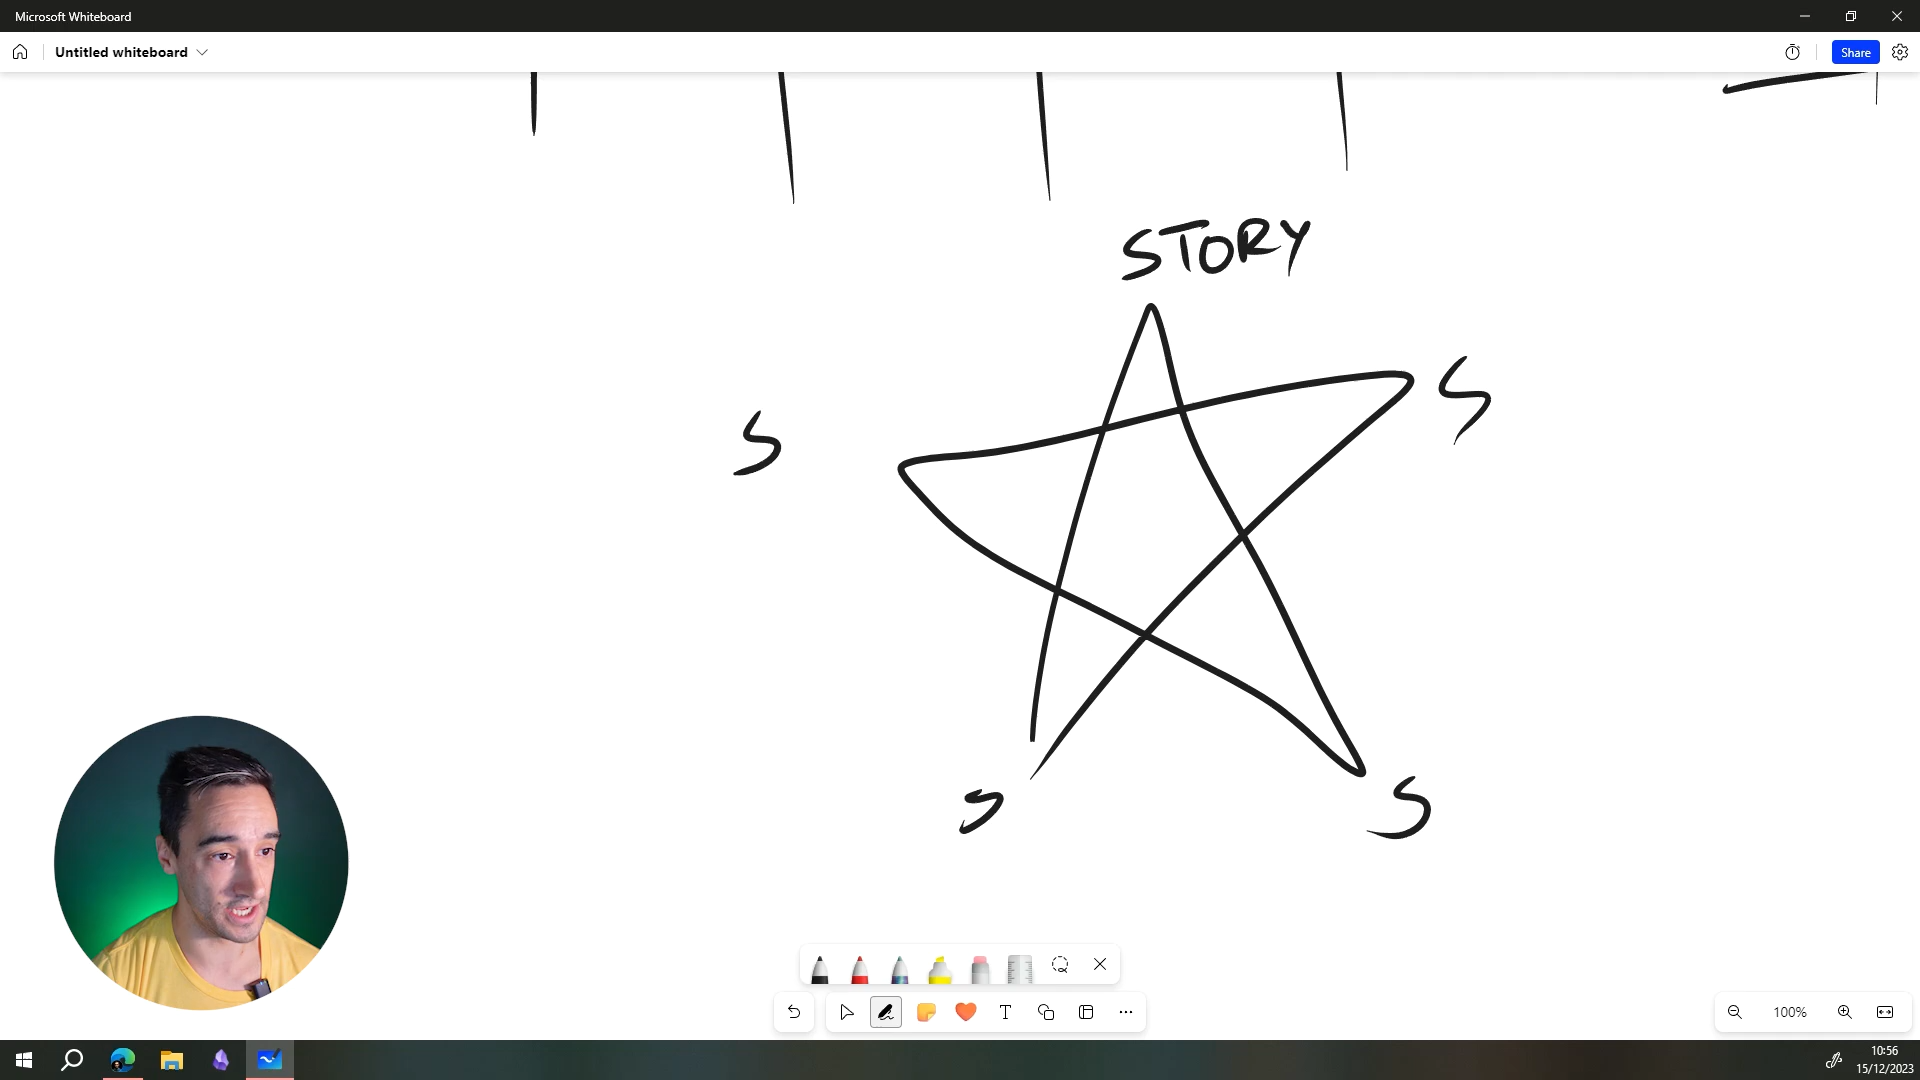 Microsoft Whiteboard
Untitled whiteboard
Share
STORY
S
S
S
S
T
100%
10:56
15/12/2023